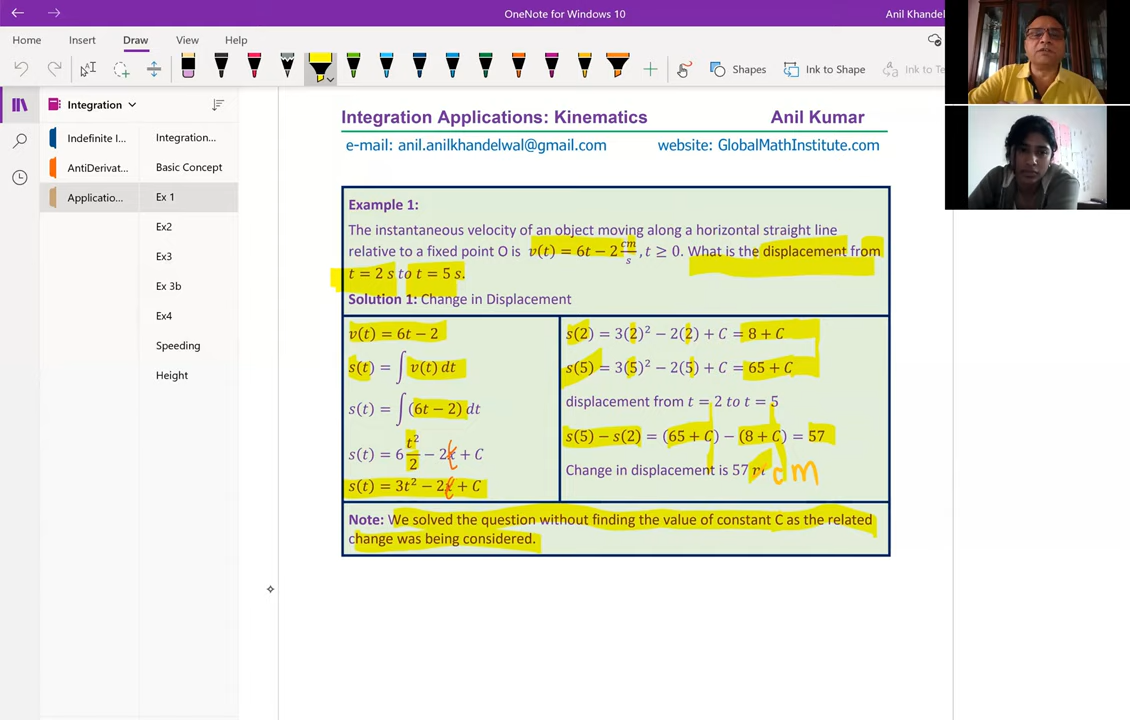 OneNote for Windows 10
Anil Khandel
Home Insert Draw View Help
Shapes Ink to Shape Ink to Te
Integration
Indefinite I...
AntiDerivat...
Applicatio...
Integration...
Basic Concept
Ex 1
Ex2
Ex3
Ex 3b
Ex4
Speeding
Height
Integration Applications: Kinematics Anil Kumar
e-mail: anil.anilkhandelwal@gmail.com website: GlobalMathInstitute.com
Example 1:
The instantaneous velocity of an object moving along a horizontal straight line
relative to a fixed point O is v(t) = 6t − 2 cm/s , t ≥ 0. What is the displacement from
t = 2 s to t = 5 s.
Solution 1: Change in Displacement
v(t) = 6t − 2
s(t) = ∫ v(t) dt
s(t) = ∫ (6t − 2) dt
s(t) = 6 t²/2 − 2t + C
s(t) = 3t² − 2t + C
s(2) = 3(2)² − 2(2) + C = 8 + C
s(5) = 3(5)² − 2(5) + C = 65 + C
displacement from t = 2 to t = 5
s(5) − s(2) = (65 + C) − (8 + C) = 57
Change in displacement is 57
Note: We solved the question without finding the value of constant C as the related
change was being considered.